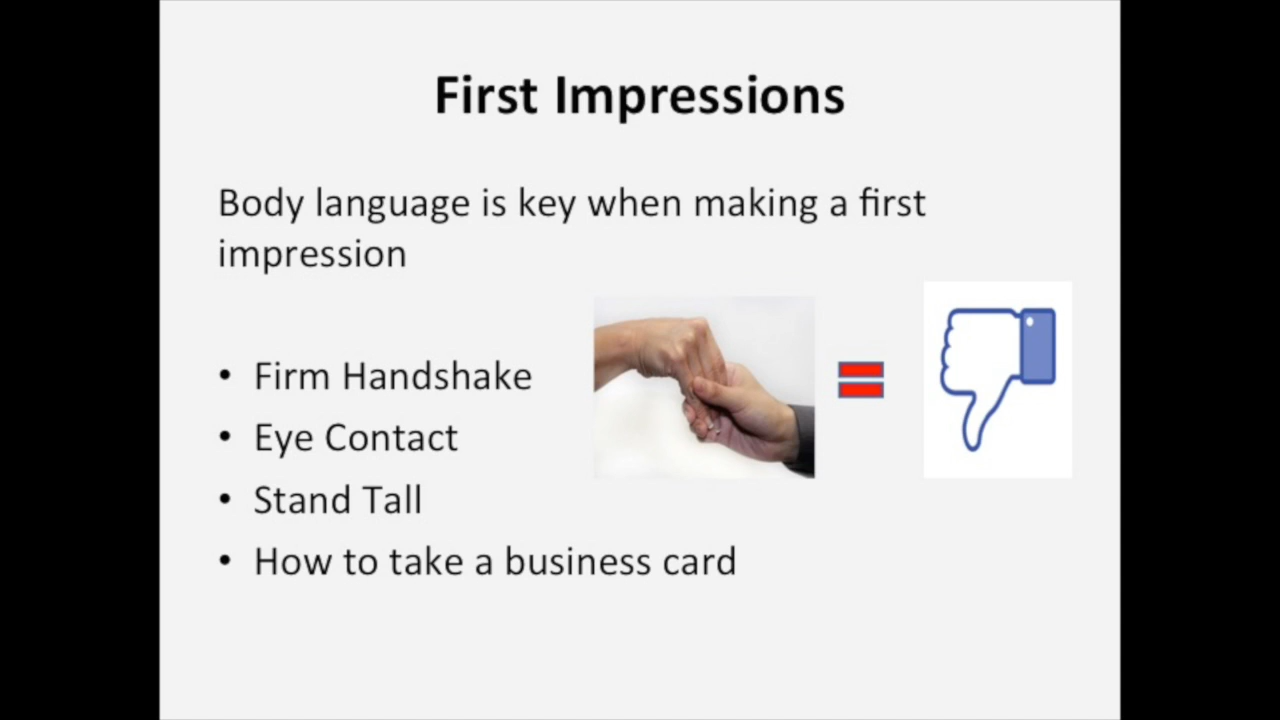 First Impressions
Body language is key when making a first
impression
• Firm Handshake
• Eye Contact
• Stand Tall
• How to take a business card